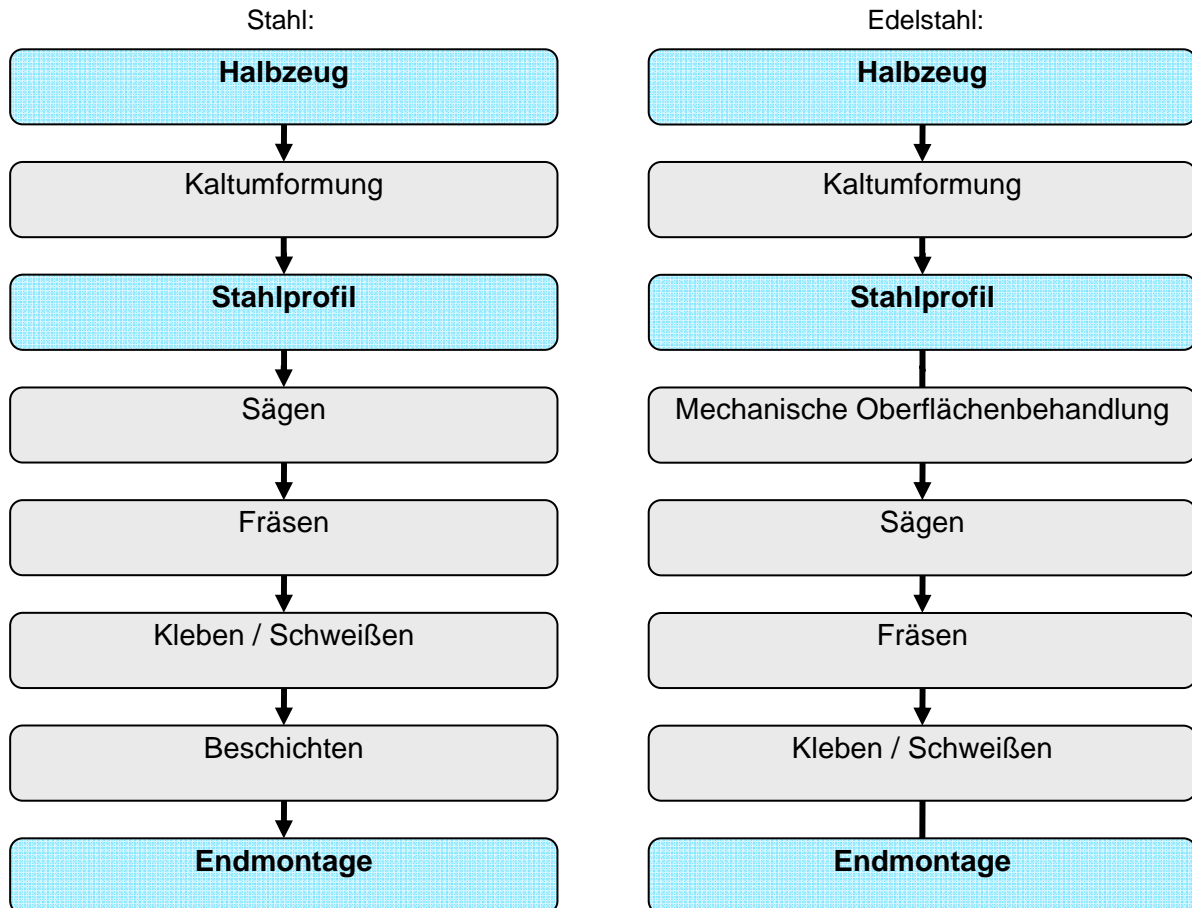 Stahl:
Halbzeug
Kaltumformung
Stahlprofil
Sägen
Fräsen
Kleben / Schweißen
Beschichten
Endmontage
Edelstahl:
Halbzeug
Kaltumformung
Stahlprofil
Mechanische Oberflächenbehandlung
Sägen
Fräsen
Kleben / Schweißen
Endmontage